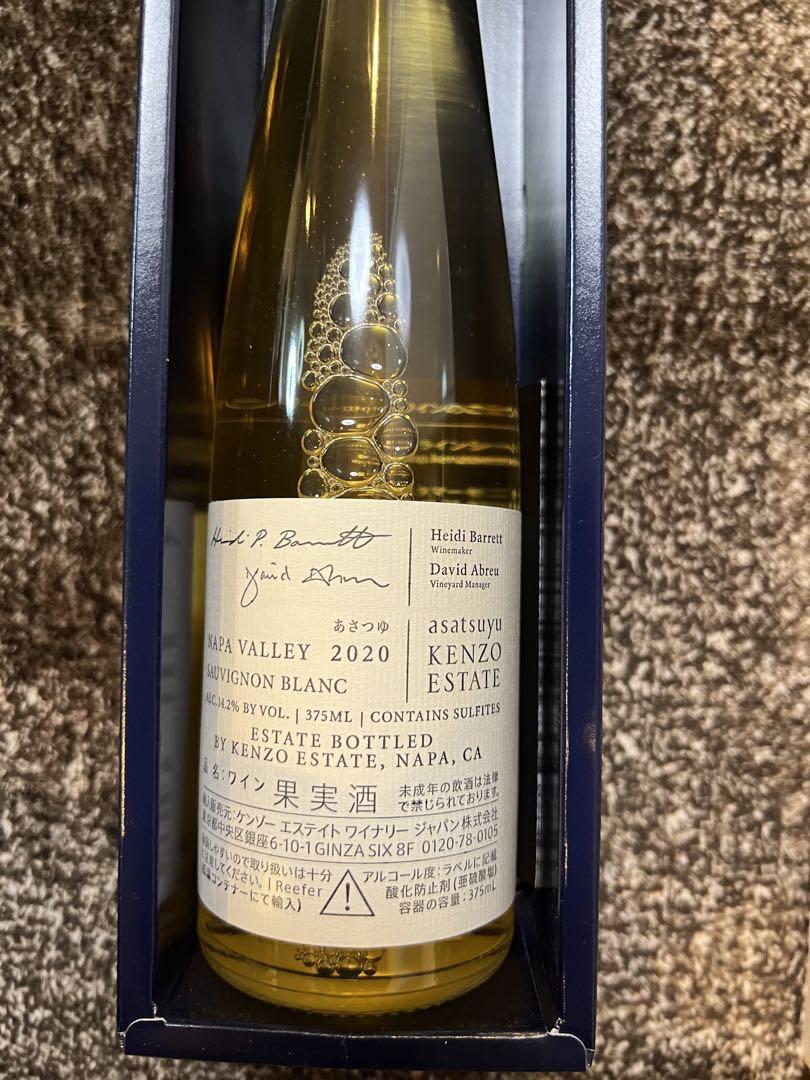 Heidi P. Barrett
David Abreu
Heidi Barrett
Winemaker
David Abreu
Vineyard Manager
あさつゆ
NAPA VALLEY 2020
SAUVIGNON BLANC
asatsuyu
KENZO
ESTATE
ALC.14.2% BY VOL. | 375ML | CONTAINS SULFITES
ESTATE BOTTLED
BY KENZO ESTATE, NAPA, CA
品名:ワイン 果実酒
未成年の飲酒は法律
で禁じられております。
輸入販売元:ケンゾー エステイト ワイナリー ジャパン株式会社
東京都中央区銀座6-10-1 GINZA SIX 8F 0120-78-0105
しやすいので取り扱いは十分
注意してください。| Reefer
コンテナーにて輸入)
アルコール度:ラベルに記載
酸化防止剤(亜硫酸塩)
容器の容量:375mL